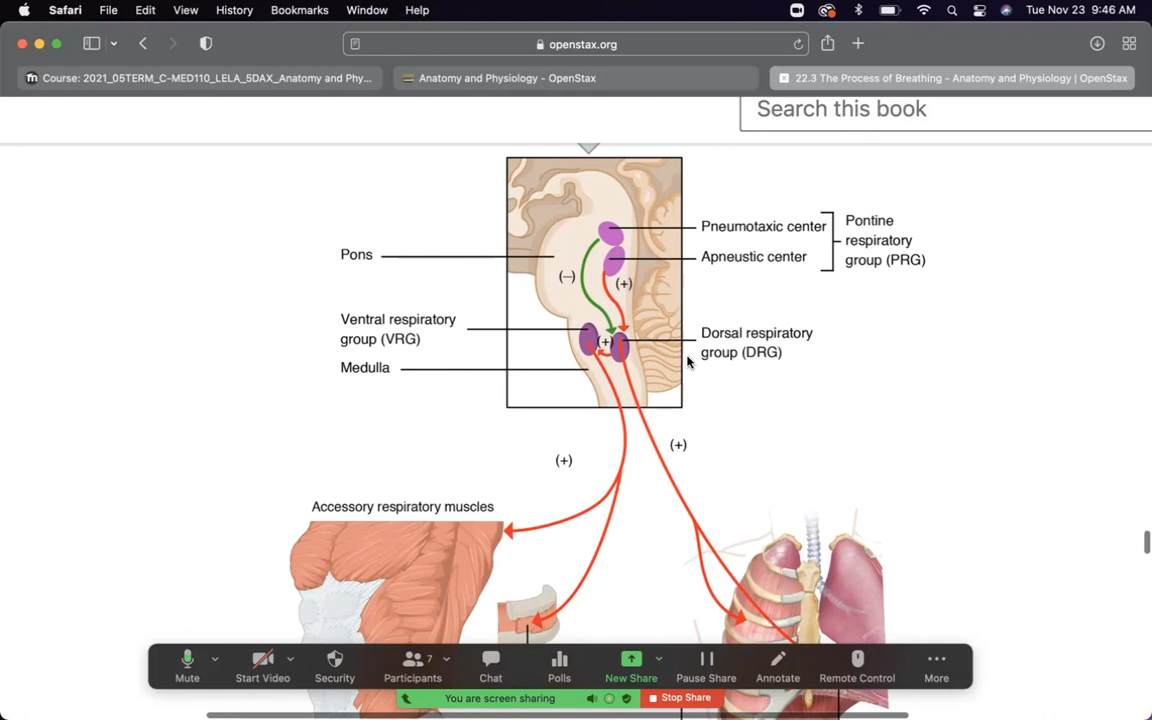 Safari File Edit View History Bookmarks Window Help Tue Nov 23 9:46 AM
openstax.org
Course: 2021_05TERM_C-MED110_LELA_5DAX_Anatomy and Phy... Anatomy and Physiology - OpenStax 22.3 The Process of Breathing - Anatomy and Physiology | OpenStax
Search this book
Pneumotaxic center
Apneustic center
Pontine
respiratory
group (PRG)
Pons
(–)
(+)
Ventral respiratory
group (VRG)
(+)
Dorsal respiratory
group (DRG)
Medulla
(+)
(+)
Accessory respiratory muscles
7
Mute Start Video Security Participants Chat Polls New Share Pause Share Annotate Remote Control More
You are screen sharing Stop Share